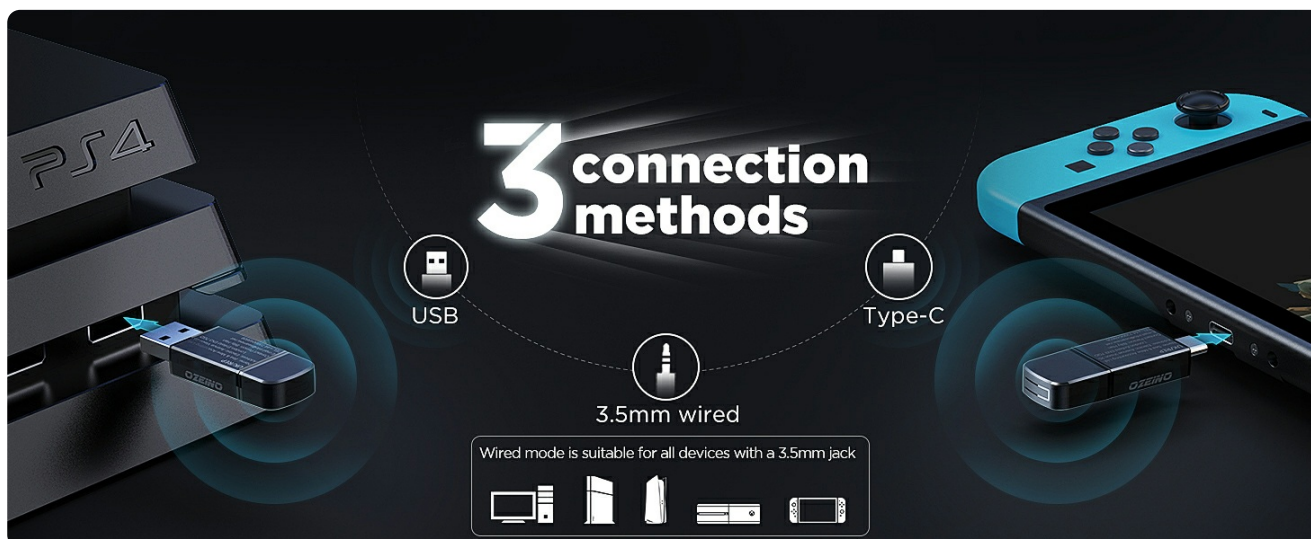 PS4
3 connection
methods
USB
Type-C
3.5mm wired
OZEINO
OZEINO
Wired mode is suitable for all devices with a 3.5mm jack